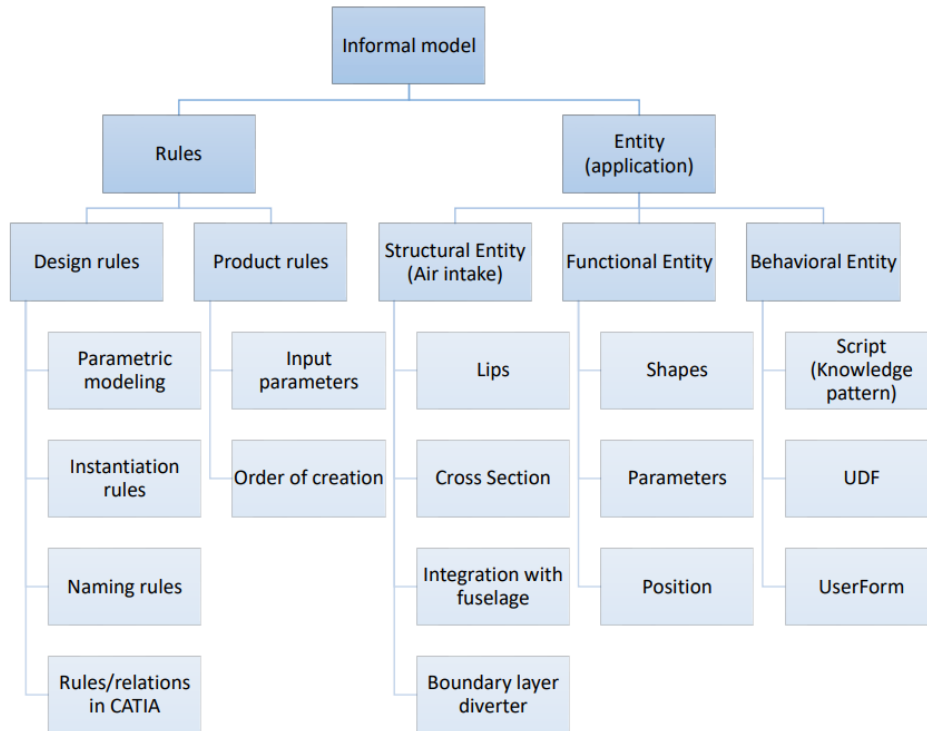 Informal model
Rules
Entity
(application)
Design rules
Product rules
Structural Entity
(Air intake)
Functional Entity
Behavioral Entity
Parametric
modeling
Input
parameters
Lips
Shapes
Script
(Knowledge
pattern)
Instantiation
rules
Order of creation
Cross Section
Parameters
UDF
Naming rules
Integration with
fuselage
Position
UserForm
Rules/relations
in CATIA
Boundary layer
diverter